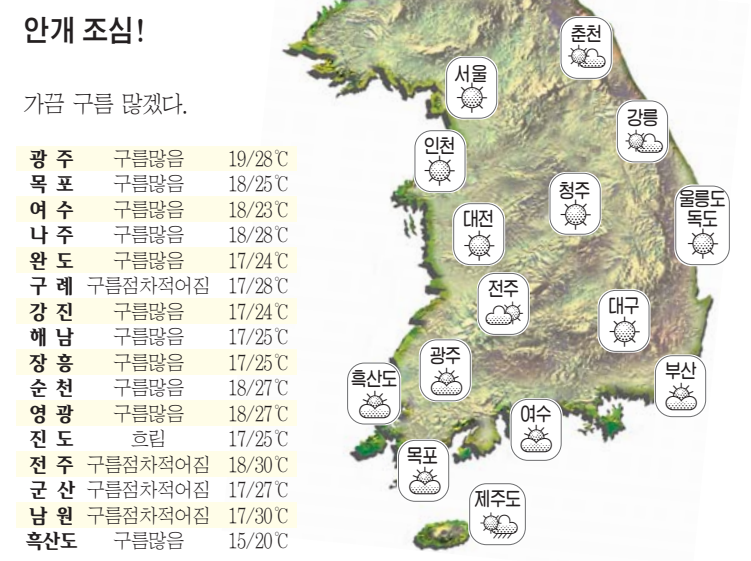 안개 조심!
가끔 구름 많겠다.
광 주 구름많음 19/28℃
목 포 구름많음 18/25℃
여 수 구름많음 18/23℃
나 주 구름많음 18/28℃
완 도 구름많음 17/24℃
구 례 구름점차적어짐 17/28℃
강 진 구름많음 17/24℃
해 남 구름많음 17/25℃
장 흥 구름많음 17/25℃
순 천 구름많음 18/27℃
영 광 구름많음 18/27℃
진 도 흐림 17/25℃
전 주 구름점차적어짐 18/30℃
군 산 구름점차적어짐 17/27℃
남 원 구름점차적어짐 17/30℃
흑산도 구름많음 15/20℃
춘천
서울
강릉
인천
청주
울릉도
독도
대전
전주
대구
광주
흑산도
부산
여수
목포
제주도